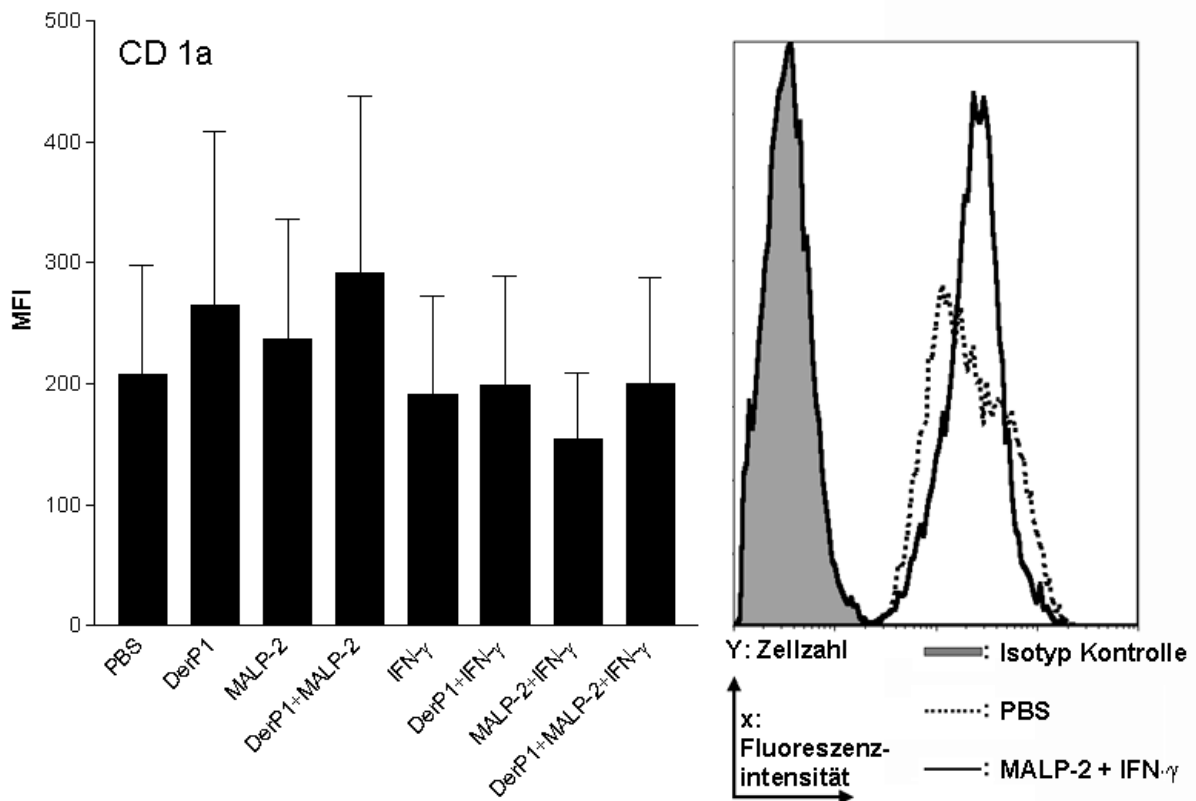 CD 1a
500
400
300
200
100
0
MFI
PBS
DerP1
MALP-2
DerP1+MALP-2
IFN-γ
DerP1+IFN-γ
MALP-2+IFN-γ
DerP1+MALP-2+IFN-γ
Y: Zellzahl
x:
Fluoreszenz-
intensität
: Isotyp Kontrolle
: PBS
: MALP-2 + IFN-γ